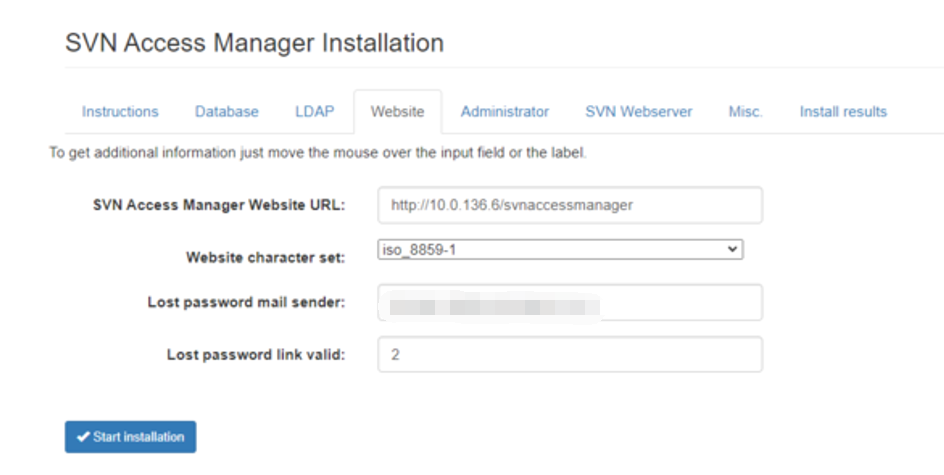 SVN Access Manager Installation
Instructions Database LDAP Website Administrator SVN Webserver Misc. Install results
To get additional information just move the mouse over the input field or the label.
SVN Access Manager Website URL: http://10.0.136.6/svnaccessmanager
Website character set: iso_8859-1
Lost password mail sender:
Lost password link valid: 2
Start installation